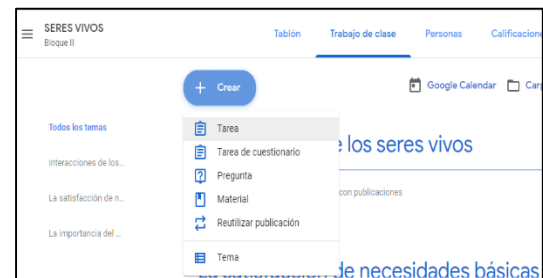 SERES VIVOS
Bloque II
Tablón Trabajo de clase Personas Calificacione
+ Crear
Google Calendar Carp
Todos los temas
Interacciones de los...
La satisfacción de n...
La importancia del ...
Tarea
Tarea de cuestionario
Pregunta
Material
Reutilizar publicación
Tema
los seres vivos
con publicaciones
de necesidades básicas